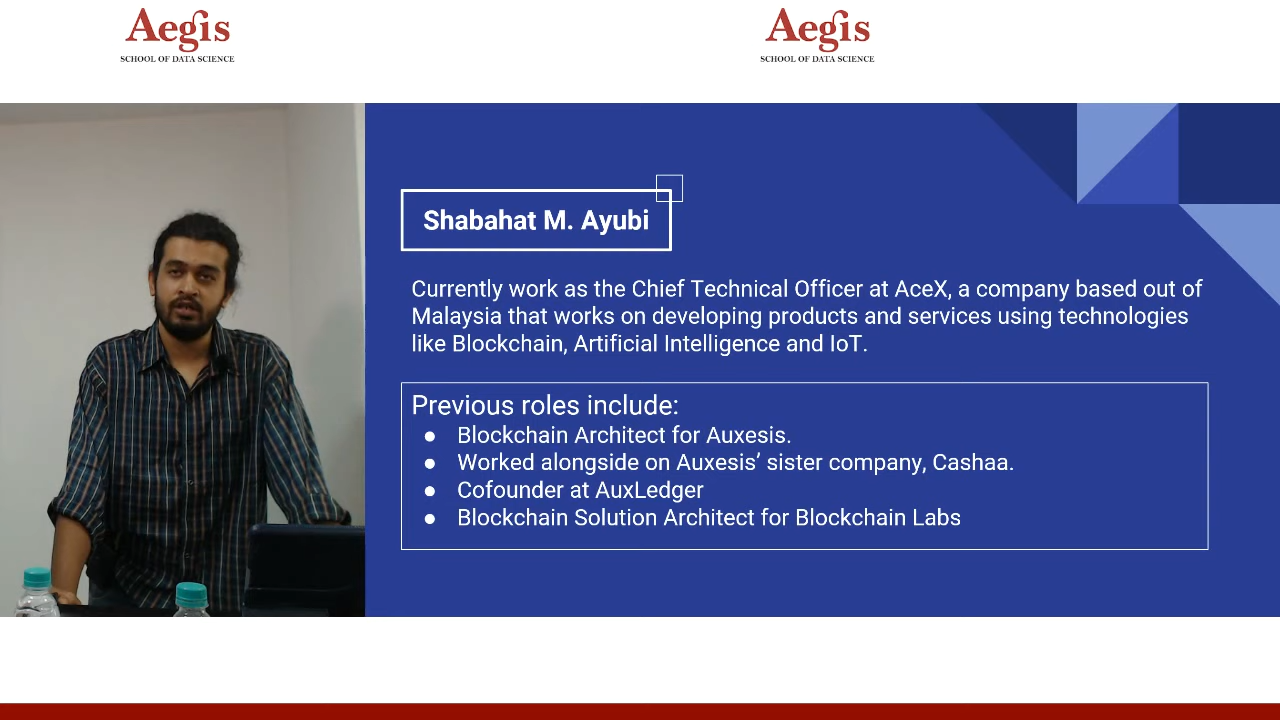 Aegis
SCHOOL OF DATA SCIENCE
Aegis
SCHOOL OF DATA SCIENCE
Shabahat M. Ayubi
Currently work as the Chief Technical Officer at AceX, a company based out of
Malaysia that works on developing products and services using technologies
like Blockchain, Artificial Intelligence and IoT.
Previous roles include:
● Blockchain Architect for Auxesis.
● Worked alongside on Auxesis’ sister company, Cashaa.
● Cofounder at AuxLedger
● Blockchain Solution Architect for Blockchain Labs